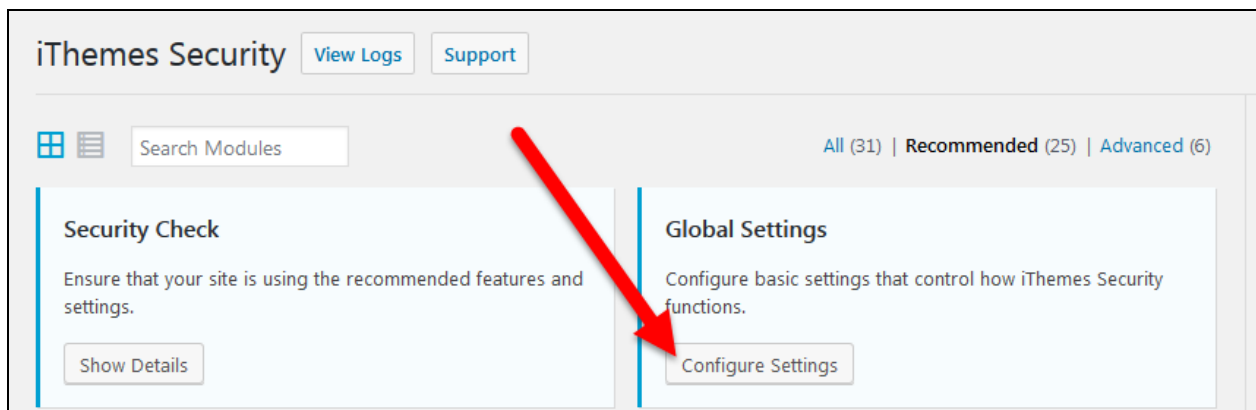 iThemes Security View Logs Support
Search Modules All (31) | Recommended (25) | Advanced (6)
Security Check
Ensure that your site is using the recommended features and
settings.
Show Details
Global Settings
Configure basic settings that control how iThemes Security
functions.
Configure Settings